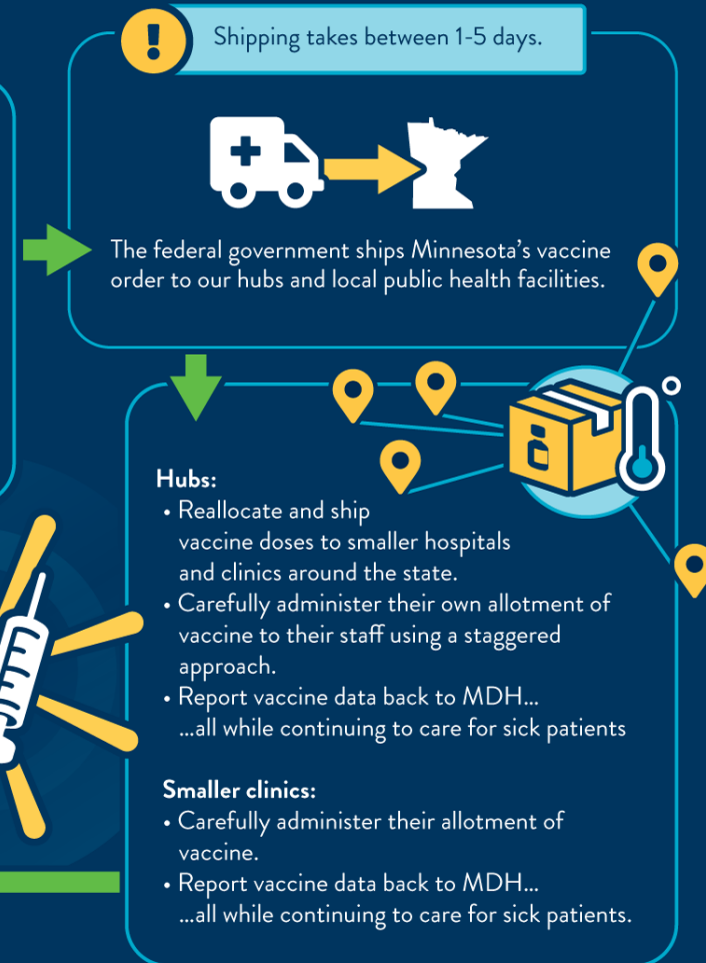 Shipping takes between 1-5 days.
The federal government ships Minnesota's vaccine
order to our hubs and local public health facilities.
Hubs:
• Reallocate and ship
vaccine doses to smaller hospitals
and clinics around the state.
• Carefully administer their own allotment of
vaccine to their staff using a staggered
approach.
• Report vaccine data back to MDH...
...all while continuing to care for sick patients
Smaller clinics:
• Carefully administer their allotment of
vaccine.
• Report vaccine data back to MDH...
...all while continuing to care for sick patients.